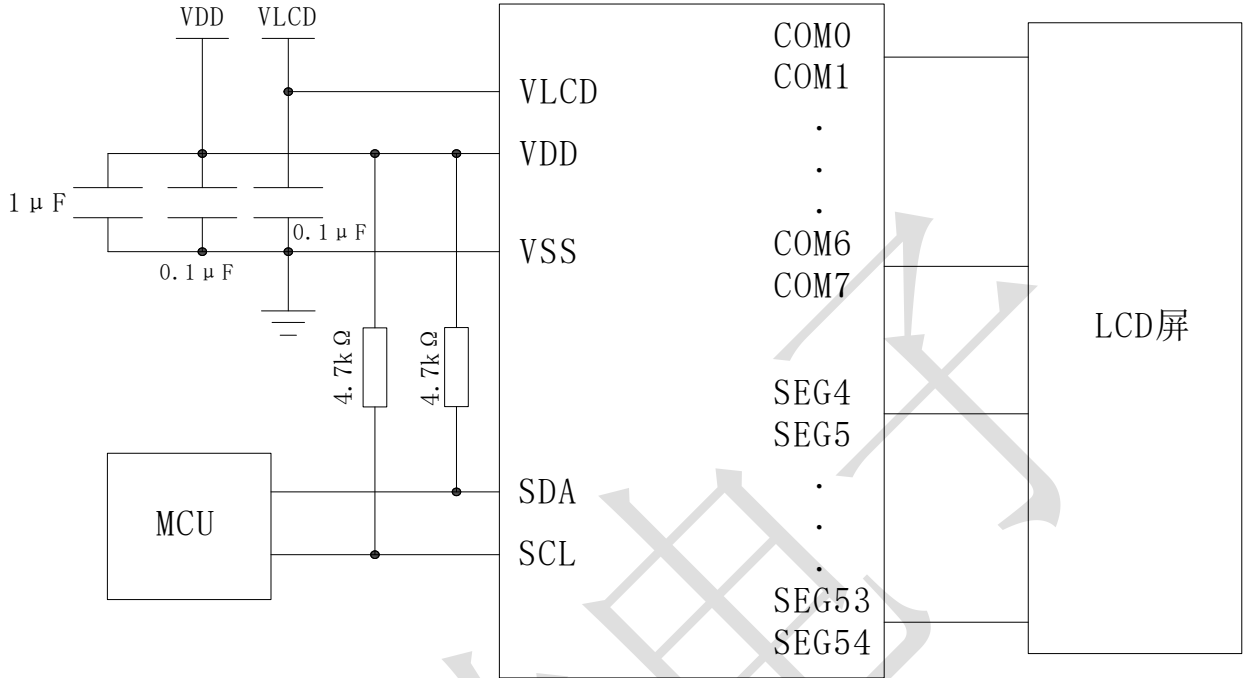 VDD
VLCD
1μF
0.1μF
0.1μF
4.7kΩ
4.7kΩ
MCU
VLCD
VDD
VSS
SDA
SCL
COM0
COM1
.
.
.
COM6
COM7
SEG4
SEG5
.
.
.
SEG53
SEG54
LCD屏